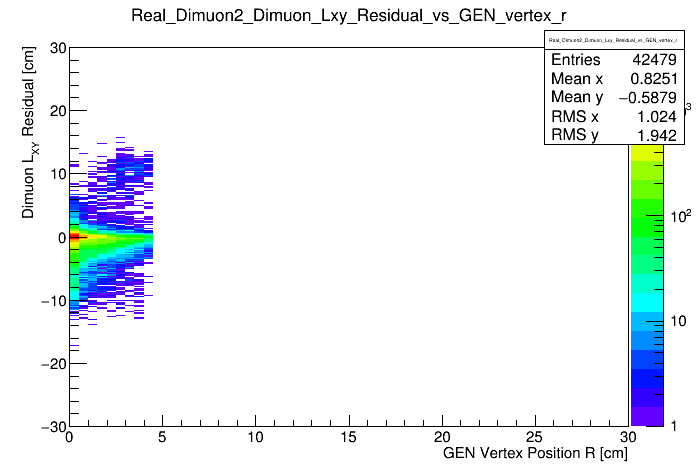 Real_Dimuon2_Dimuon_Lxy_Residual_vs_GEN_vertex_r
Real_Dimuon2_Dimuon_Lxy_Residual_vs_GEN_vertex_r
Entries 42479
Mean x 0.8251
Mean y −0.5879
RMS x 1.024
RMS y 1.942
Dimuon LXY Residual [cm]
30
20
10
0
−10
−20
−30
0 5 10 15 20 25 30
GEN Vertex Position R [cm]
3
10²
10
1